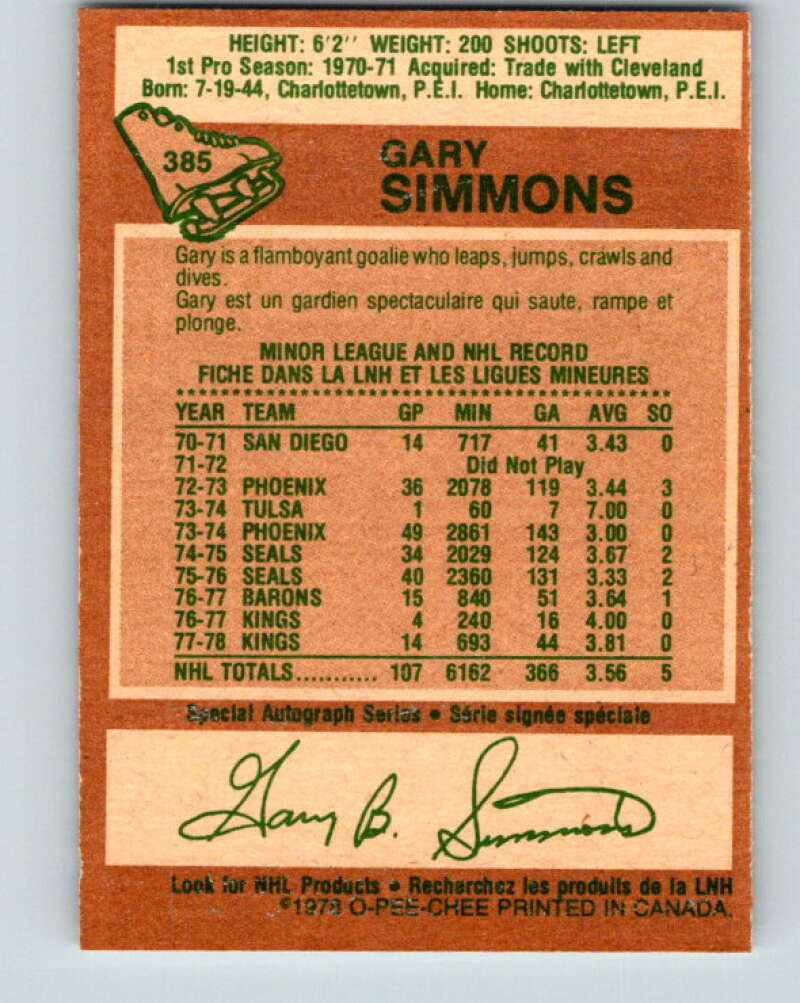 HEIGHT: 6'2'' WEIGHT: 200 SHOOTS: LEFT
1st Pro Season: 1970-71 Acquired: Trade with Cleveland
Born: 7-19-44, Charlottetown, P.E.I. Home: Charlottetown, P.E.I.
385
GARY
SIMMONS
Gary is a flamboyant goalie who leaps, jumps, crawls and
dives.
Gary est un gardien spectaculaire qui saute, rampe et
plonge.
MINOR LEAGUE AND NHL RECORD
FICHE DANS LA LNH ET LES LIGUES MINEURES
YEAR TEAM GP MIN GA AVG SO
70-71 SAN DIEGO 14 717 41 3.43 0
71-72 Did Not Play
72-73 PHOENIX 36 2078 119 3.44 3
73-74 TULSA 1 60 7 7.00 0
73-74 PHOENIX 49 2861 143 3.00 0
74-75 SEALS 34 2029 124 3.67 2
75-76 SEALS 40 2360 131 3.33 2
76-77 BARONS 15 840 51 3.64 1
76-77 KINGS 4 240 16 4.00 0
77-78 KINGS 14 693 44 3.81 0
NHL TOTALS........... 107 6162 366 3.56 5
Special Autograph Series • Série signée spéciale
Gary B. Simmons
Look for NHL Products • Recherchez les produits de la LNH
©1978 O-PEE-CHEE PRINTED IN CANADA.